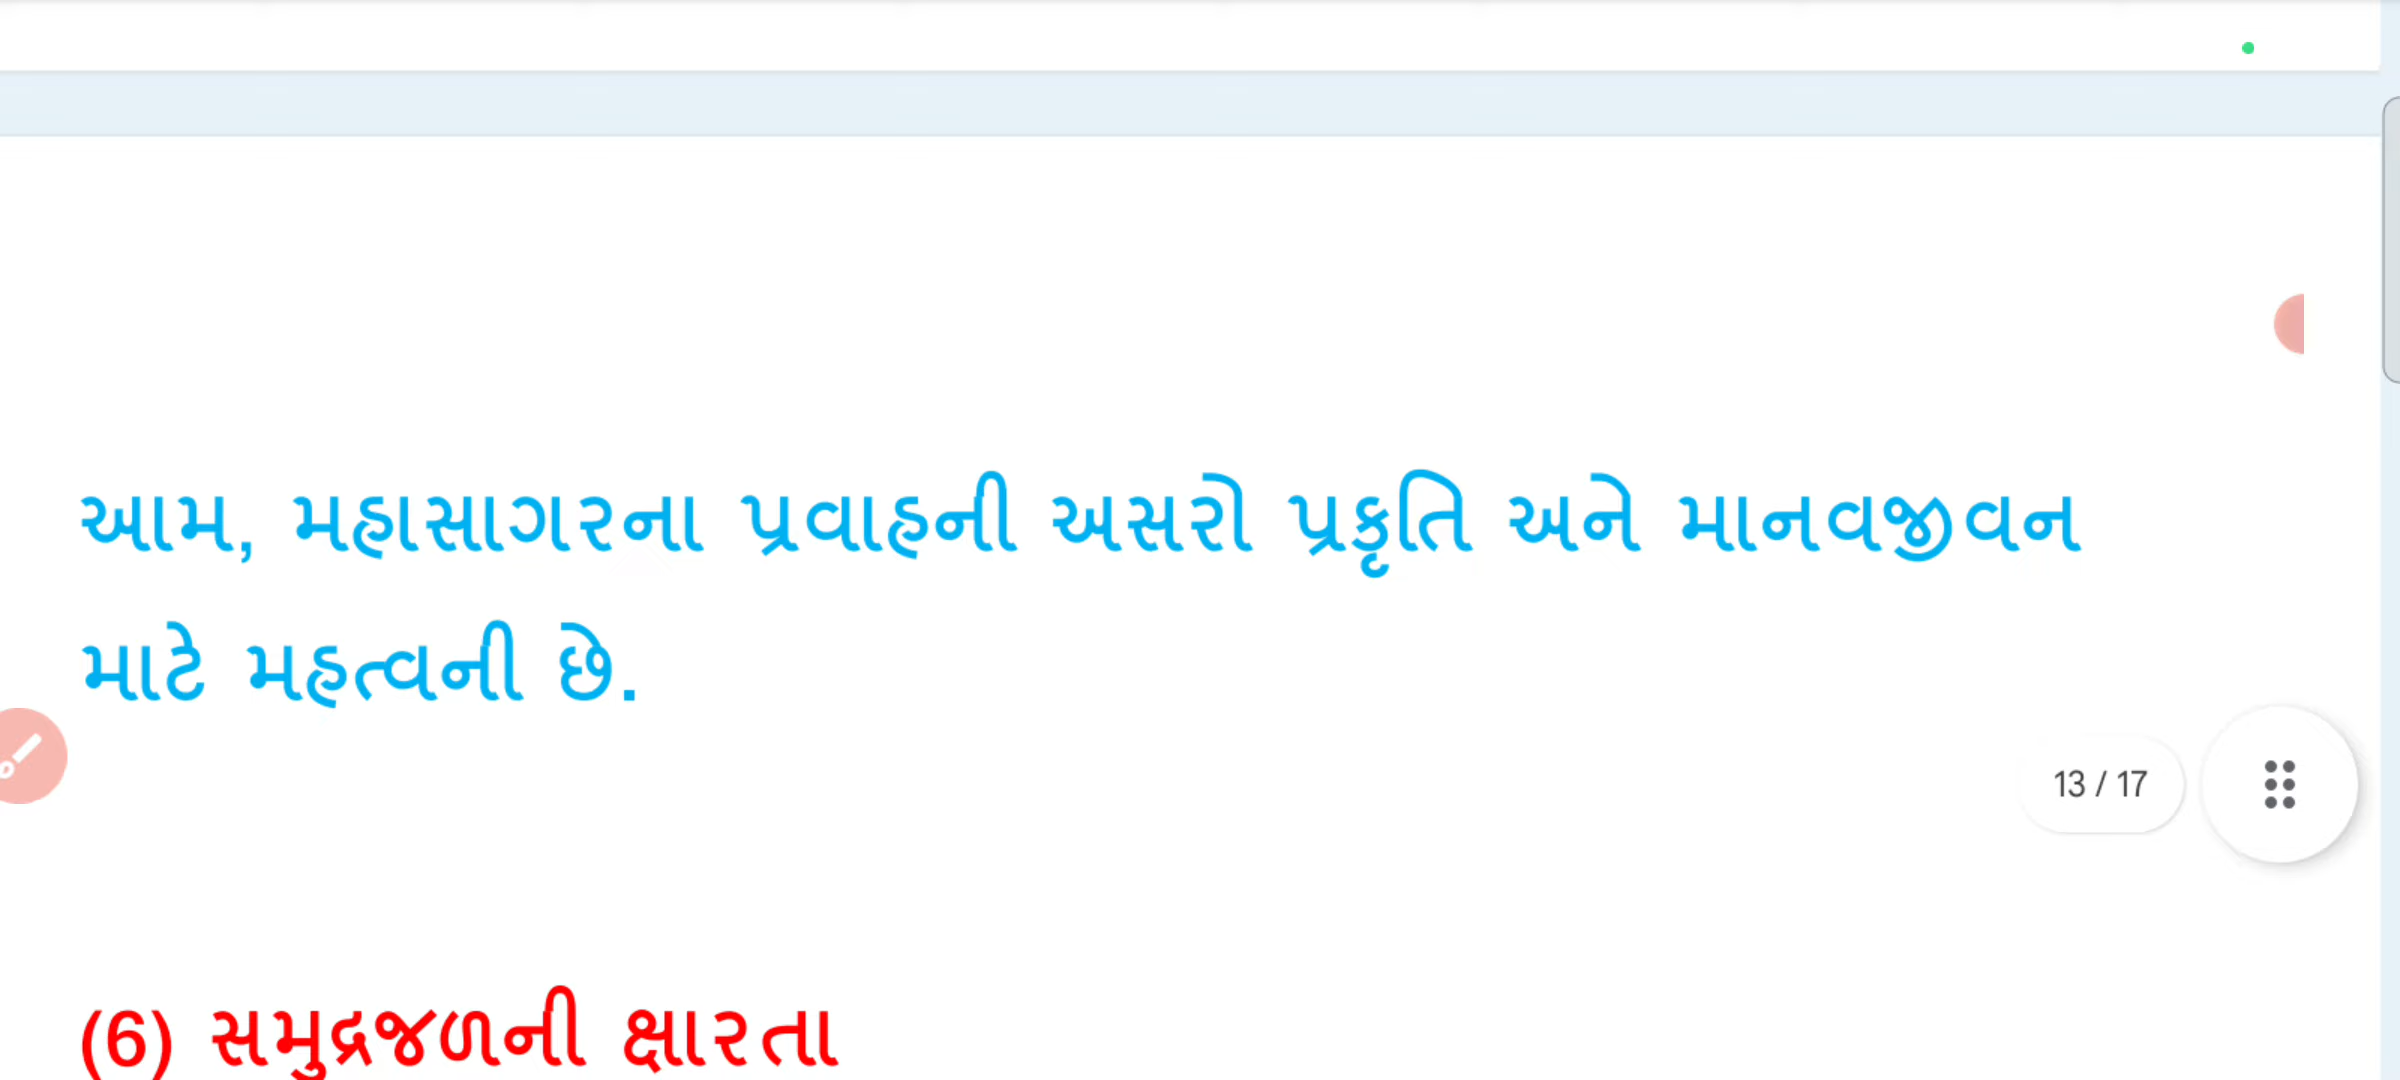 આમ, મહાસાગરના પ્રવાહની અસરો પ્રકૃતિ અને માનવજીવન
માટે મહત્વની છે.
13 / 17
(6) સમુદ્રજળની ક્ષારતા